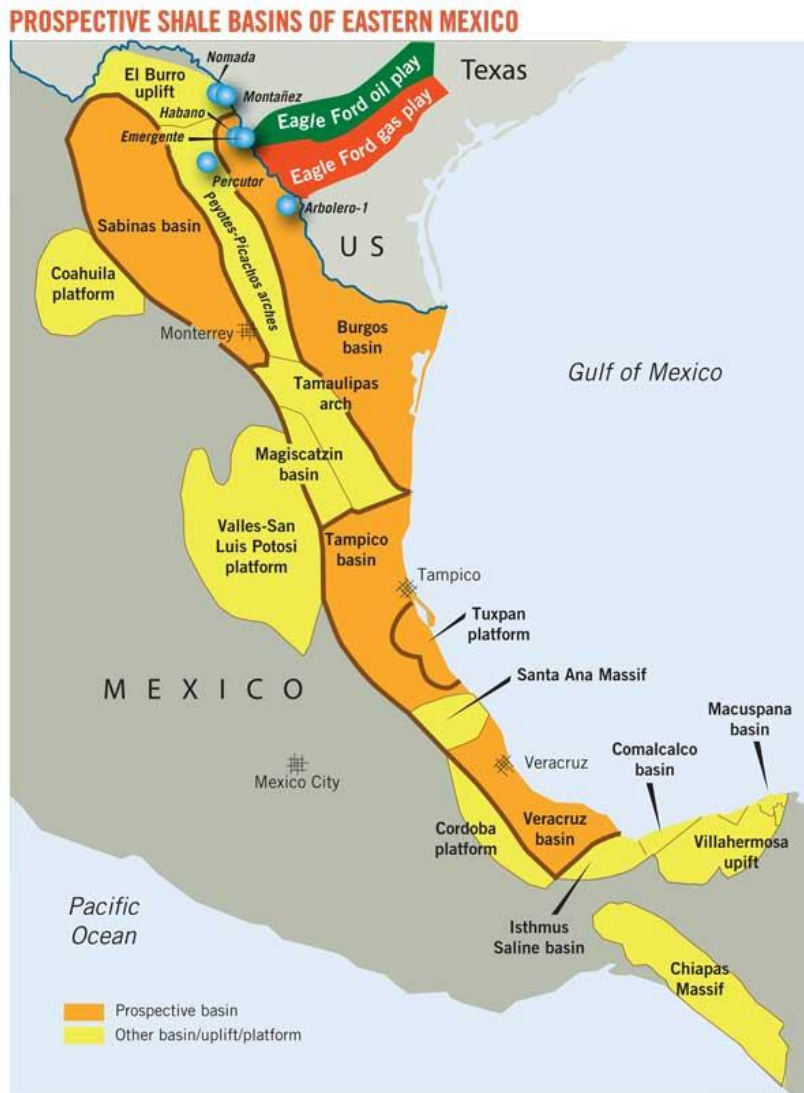 PROSPECTIVE SHALE BASINS OF EASTERN MEXICO
Nomada
Texas
El Burro
uplift
Montañez
Habano
Eagle Ford oil play
Emergente
Eagle Ford gas play
Percutor
Arbolero-1
Peyotes-Picachos arches
Sabinas basin
US
Coahuila
platform
Monterrey
Burgos
basin
Gulf of Mexico
Tamaulipas
arch
Magiscatzin
basin
Valles-San
Luis Potosi
platform
Tampico
basin
Tampico
Tuxpan
platform
Santa Ana Massif
MEXICO
Macuspana
basin
Comalcalco
basin
Veracruz
Mexico City
Cordoba
platform
Veracruz
basin
Villahermosa
upift
Pacific
Ocean
Isthmus
Saline basin
Chiapas
Massif
Prospective basin
Other basin/uplift/platform